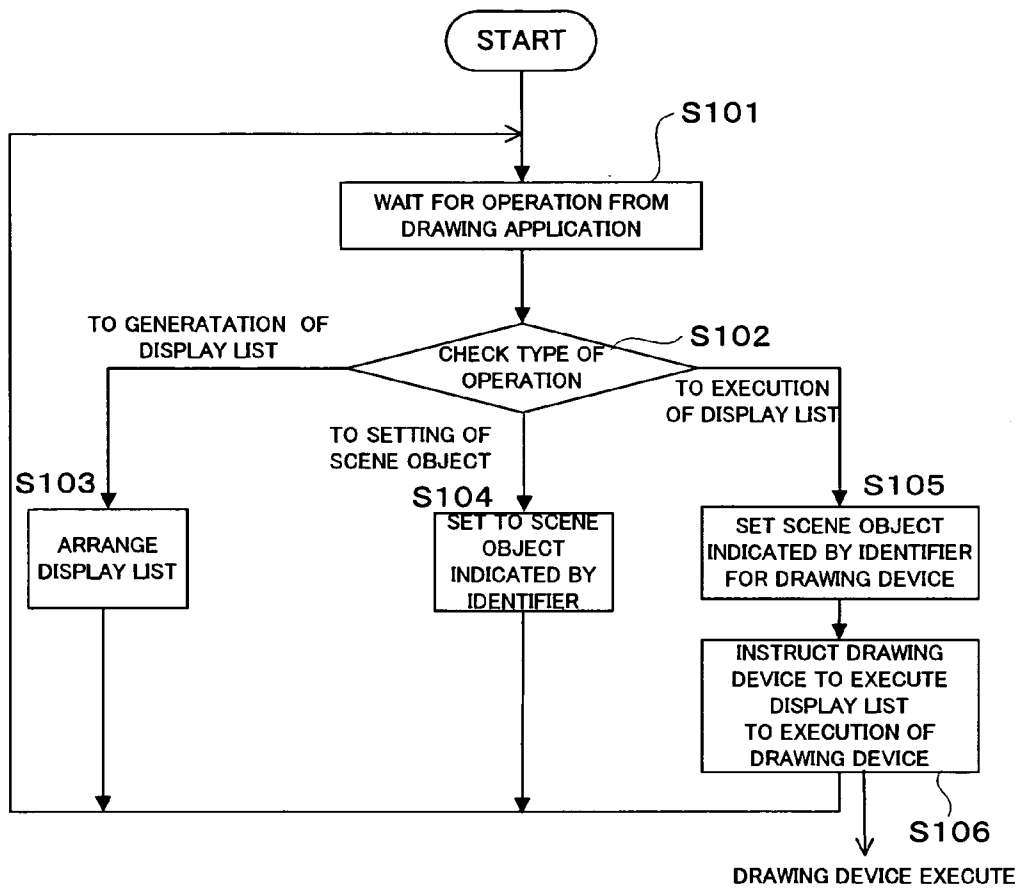 START
S101
WAIT FOR OPERATION FROM
DRAWING APPLICATION
S102
CHECK TYPE OF
OPERATION
TO GENERATATION OF
DISPLAY LIST
TO SETTING OF
SCENE OBJECT
TO EXECUTION
OF DISPLAY LIST
S103
ARRANGE
DISPLAY LIST
S104
SET TO SCENE
OBJECT
INDICATED BY
IDENTIFIER
S105
SET SCENE OBJECT
INDICATED BY IDENTIFIER
FOR DRAWING DEVICE
INSTRUCT DRAWING
DEVICE TO EXECUTE
DISPLAY LIST
TO EXECUTION OF
DRAWING DEVICE
S106
DRAWING DEVICE EXECUTE